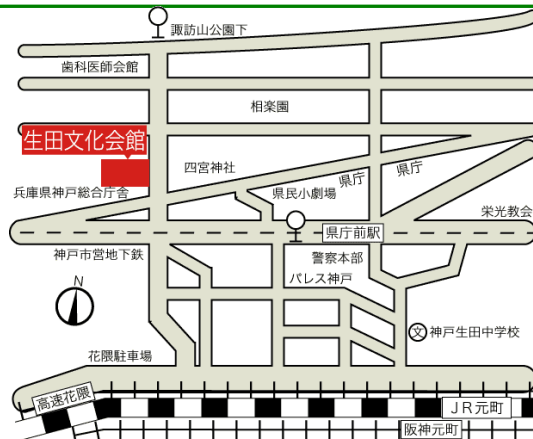 諏訪山公園下
歯科医師会館
相楽園
生田文化会館
四宮神社
県庁
県庁
兵庫県神戸総合庁舎
県民小劇場
栄光教会
県庁前駅
神戸市営地下鉄
警察本部
パレス神戸
N
文
神戸生田中学校
花隈駐車場
高速花隈
JR元町
阪神元町